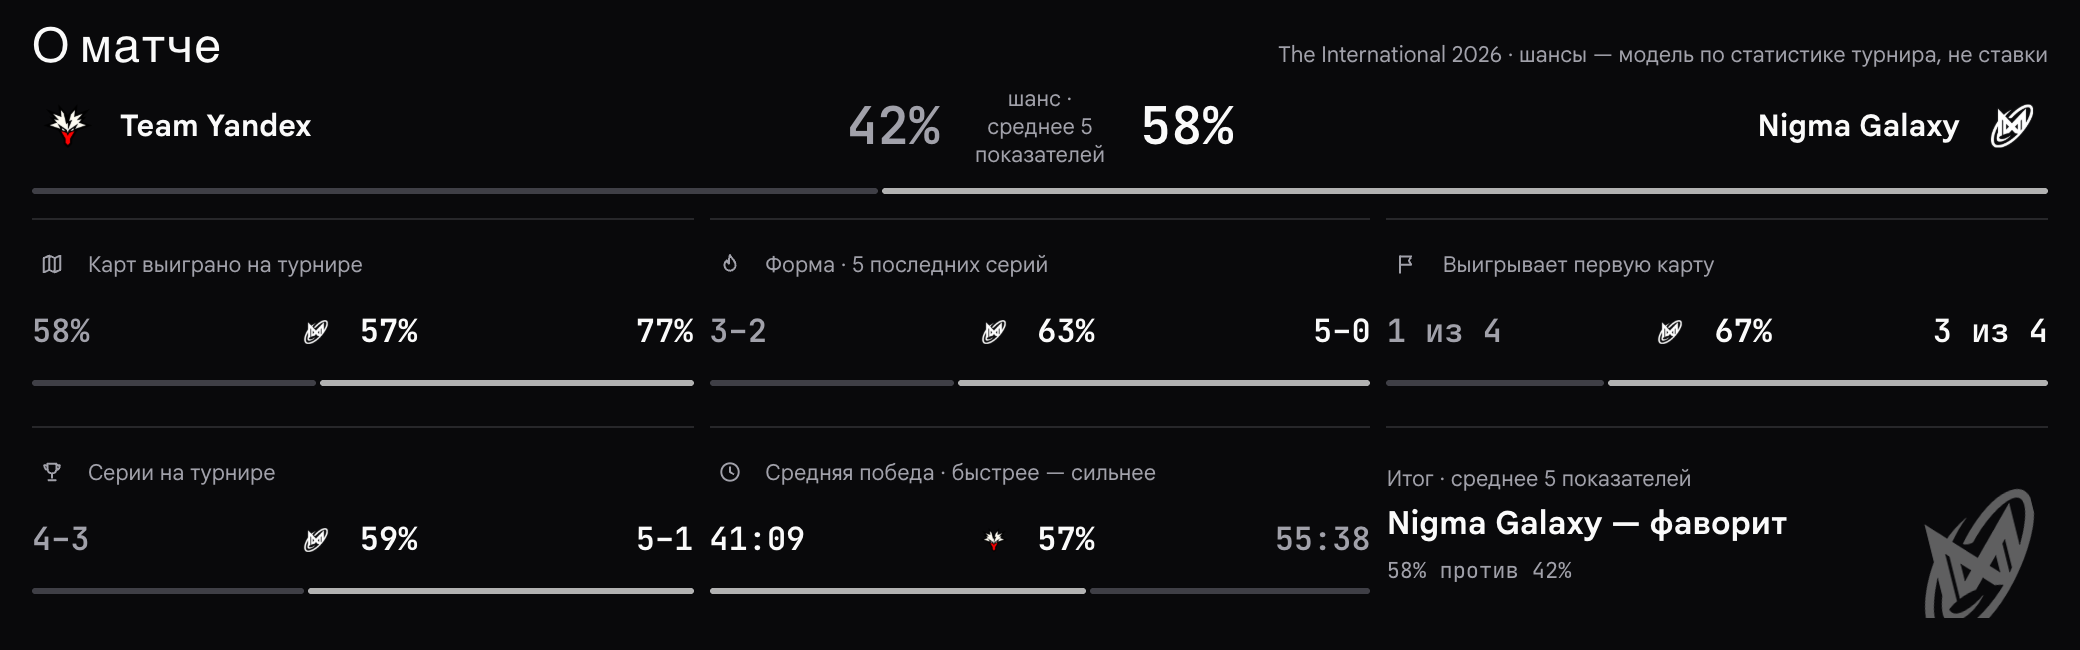 О матче
The International 2026 · шансы — модель по статистике турнира, не ставки
Team Yandex
42%
шанс ·
среднее 5
показателей
58%
Nigma Galaxy
Карт выиграно на турнире
58% 57% 77%
Форма · 5 последних серий
3–2 63% 5–0
Выигрывает первую карту
1 из 4 67% 3 из 4
Серии на турнире
4–3 59% 5–1
Средняя победа · быстрее — сильнее
41:09 57% 55:38
Итог · среднее 5 показателей
Nigma Galaxy — фаворит
58% против 42%